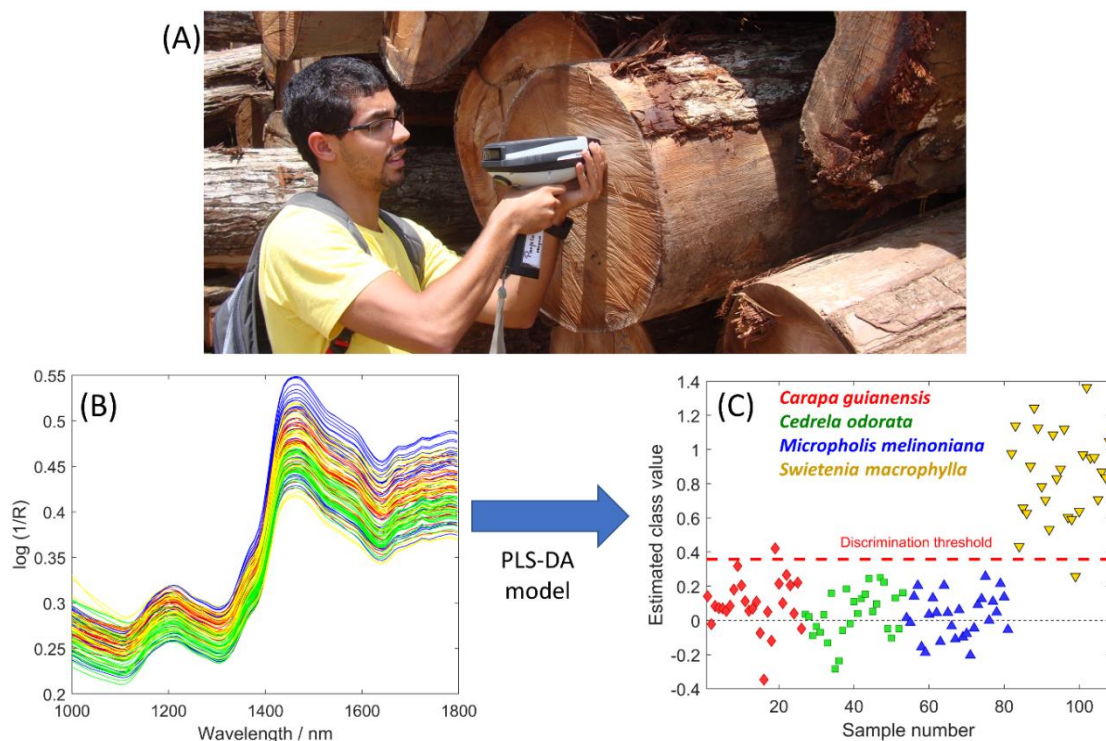 (A)
(B)
0.55
0.5
0.45
0.4
0.35
0.3
0.25
0.2
log (1/R)
1000
1200
1400
1600
1800
Wavelength / nm
PLS-DA
model
(C)
Carapa guianensis
Cedrela odorata
Micropholis melinoniana
Swietenia macrophylla
Discrimination threshold
1.4
1.2
1
0.8
0.6
0.4
0.2
0
-0.2
-0.4
Estimated class value
20
40
60
80
100
Sample number